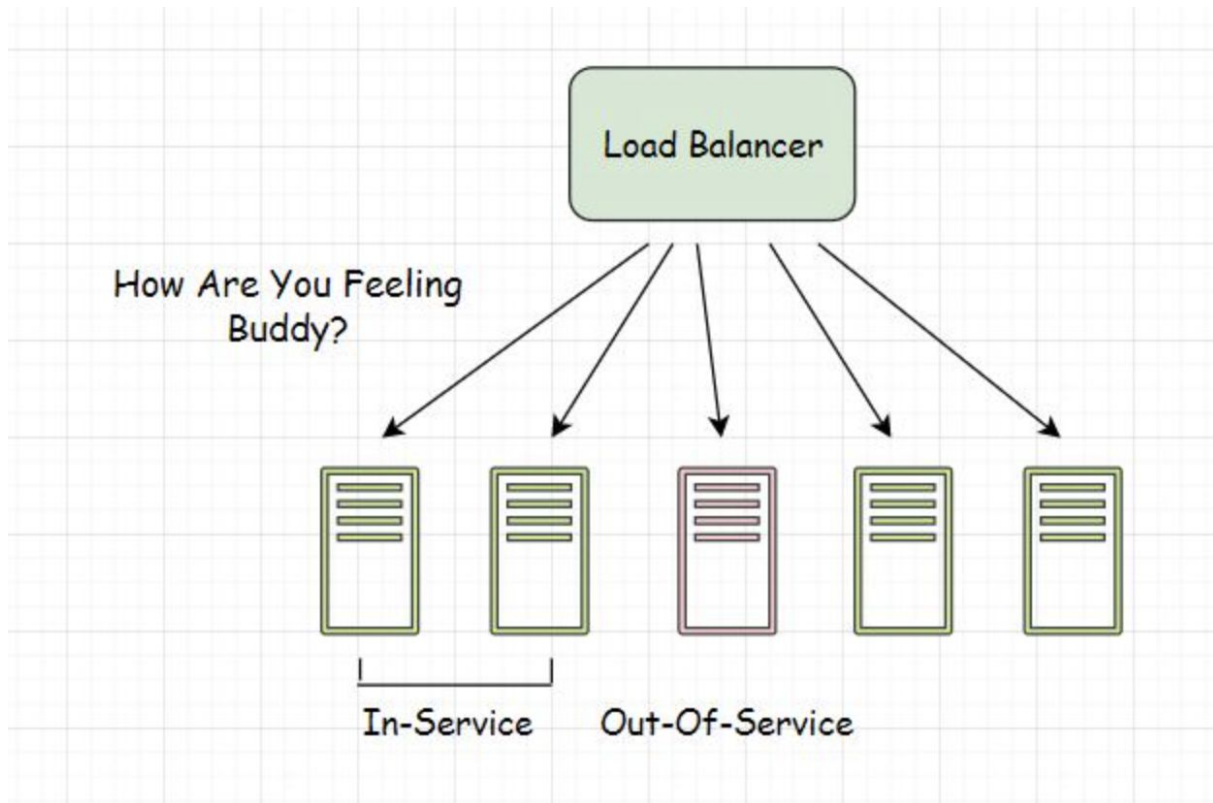 Load Balancer
How Are You Feeling
Buddy?
In-Service
Out-Of-Service